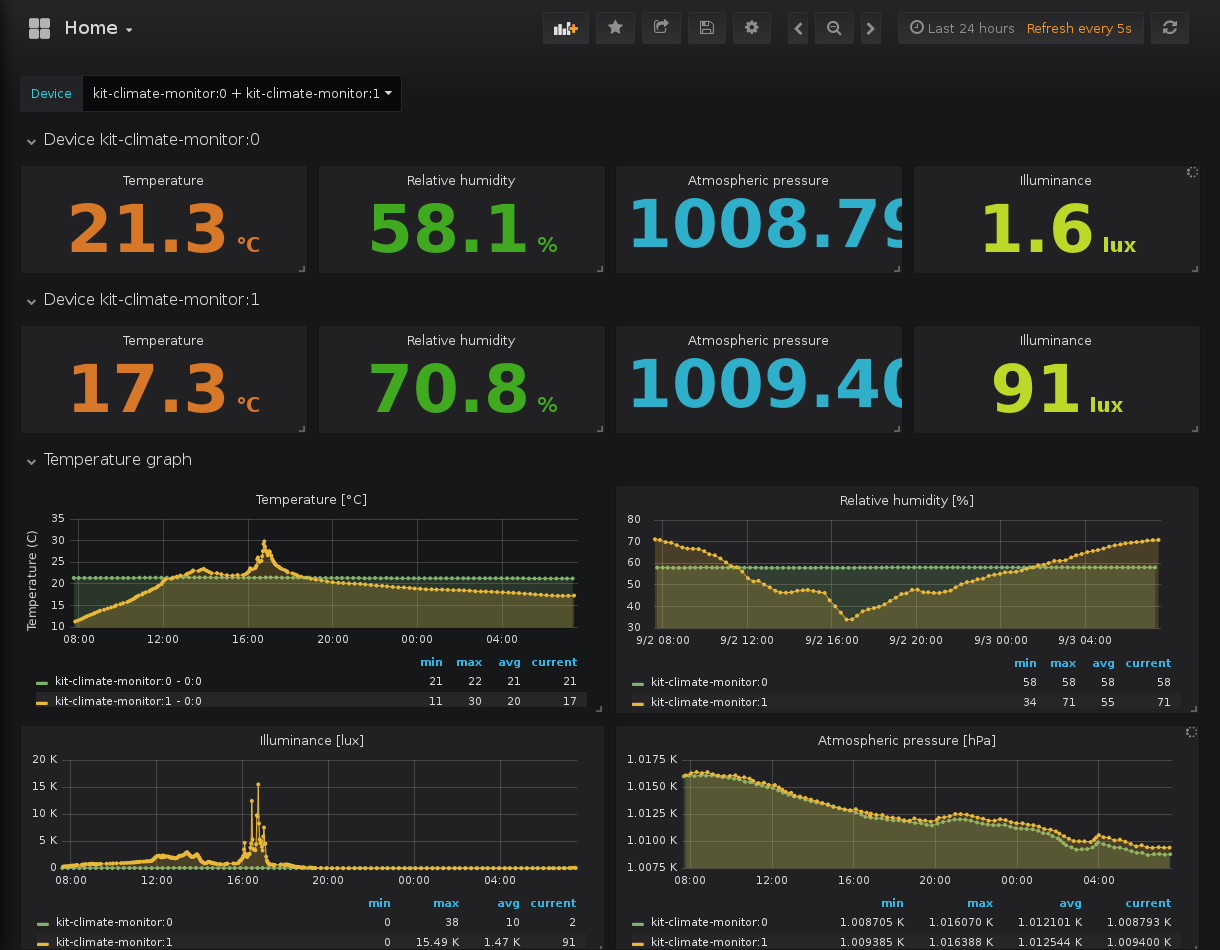 Home
Last 24 hours Refresh every 5s
Device kit-climate-monitor:0 + kit-climate-monitor:1
Device kit-climate-monitor:0
Temperature Relative humidity Atmospheric pressure Illuminance
21.3 °C 58.1 % 1008.79 1.6 lux
Device kit-climate-monitor:1
Temperature Relative humidity Atmospheric pressure Illuminance
17.3 °C 70.8 % 1009.40 91 lux
Temperature graph
Temperature [°C]
Temperature (C)
35
30
25
20
15
10
08:00 12:00 16:00 20:00 00:00 04:00
min max avg current
kit-climate-monitor:0 - 0:0 21 22 21 21
kit-climate-monitor:1 - 0:0 11 30 20 17
Relative humidity [%]
80
70
60
50
40
30
9/2 08:00 9/2 12:00 9/2 16:00 9/2 20:00 9/3 00:00 9/3 04:00
min max avg current
kit-climate-monitor:0 58 58 58 58
kit-climate-monitor:1 34 71 55 71
Illuminance [lux]
20 K
15 K
10 K
5 K
0
08:00 12:00 16:00 20:00 00:00 04:00
min max avg current
kit-climate-monitor:0 0 38 10 2
kit-climate-monitor:1 0 15.49 K 1.47 K 91
Atmospheric pressure [hPa]
1.0175 K
1.0150 K
1.0125 K
1.0100 K
1.0075 K
08:00 12:00 16:00 20:00 00:00 04:00
min max avg current
kit-climate-monitor:0 1.008705 K 1.016070 K 1.012101 K 1.008793 K
kit-climate-monitor:1 1.009385 K 1.016388 K 1.012544 K 1.009400 K